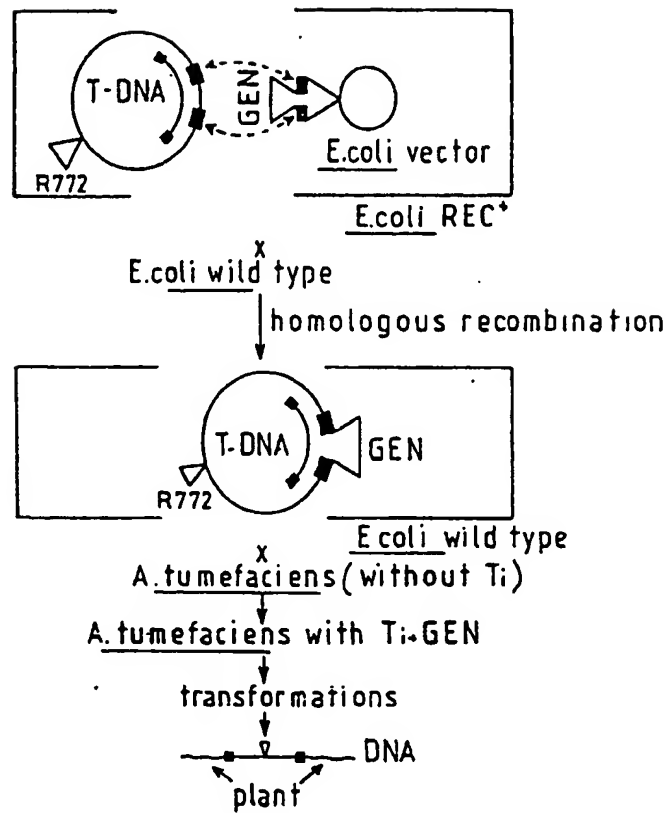 T-DNA
GEN
R772
E.coli vector
E.coli REC+
x
E.coli wild type
homologous recombination
T-DNA
GEN
R772
E coli wild type
x
A. tumefaciens (without Ti)
A. tumefaciens with Ti+GEN
transformations
DNA
plant